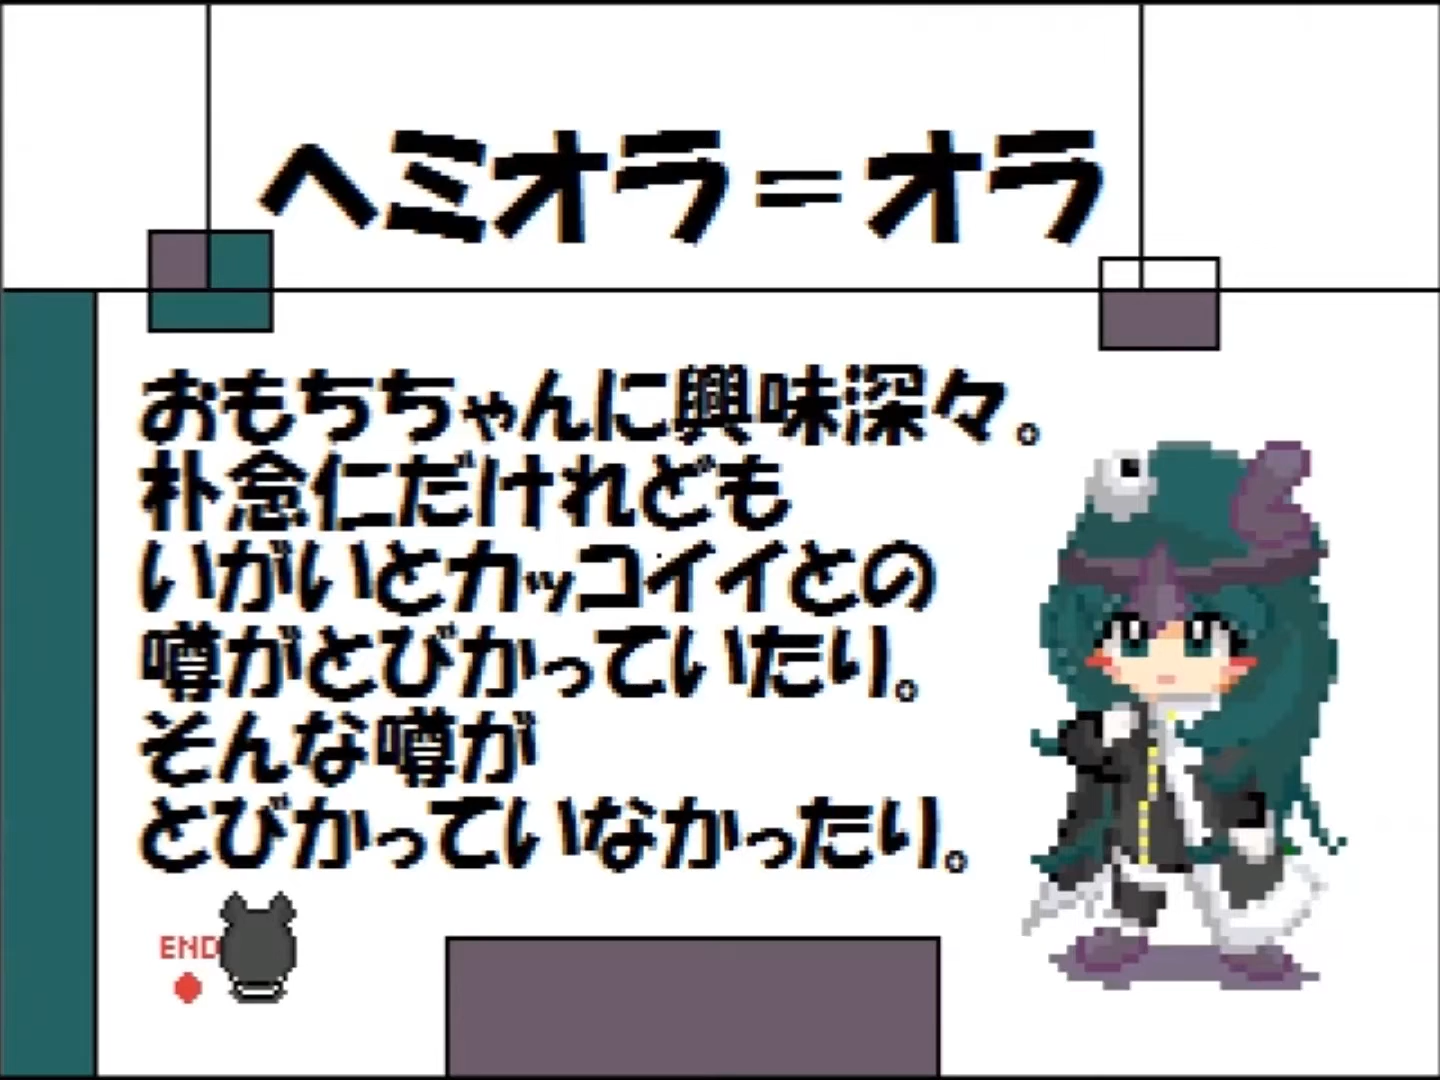 ヘミオラ＝オラ
おもちちゃんに興味深々。
朴念仁だけれども
いがいとカッコイイとの
噂がとびかっていたり。
そんな噂が
とびかっていなかったり。
END